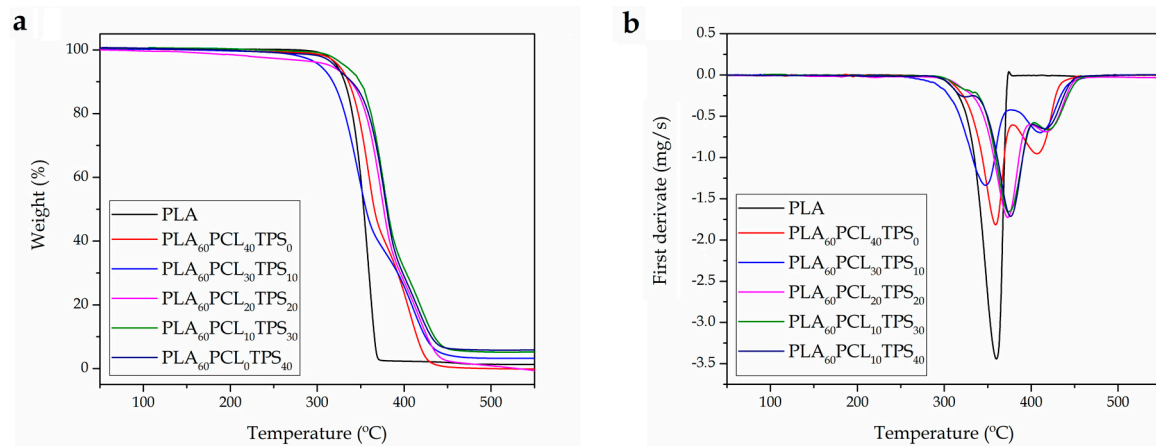 a
100
80
60
40
20
0
Weight (%)
PLA
PLA₆₀PCL₄₀TPS₀
PLA₆₀PCL₃₀TPS₁₀
PLA₆₀PCL₂₀TPS₂₀
PLA₆₀PCL₁₀TPS₃₀
PLA₆₀PCL₀TPS₄₀
100 200 300 400 500
Temperature (ºC)
b
0.5
0.0
-0.5
-1.0
-1.5
-2.0
-2.5
-3.0
-3.5
First derivate (mg/s)
PLA
PLA₆₀PCL₄₀TPS₀
PLA₆₀PCL₃₀TPS₁₀
PLA₆₀PCL₂₀TPS₂₀
PLA₆₀PCL₁₀TPS₃₀
PLA₆₀PCL₁₀TPS₄₀
100 200 300 400 500
Temperature (ºC)